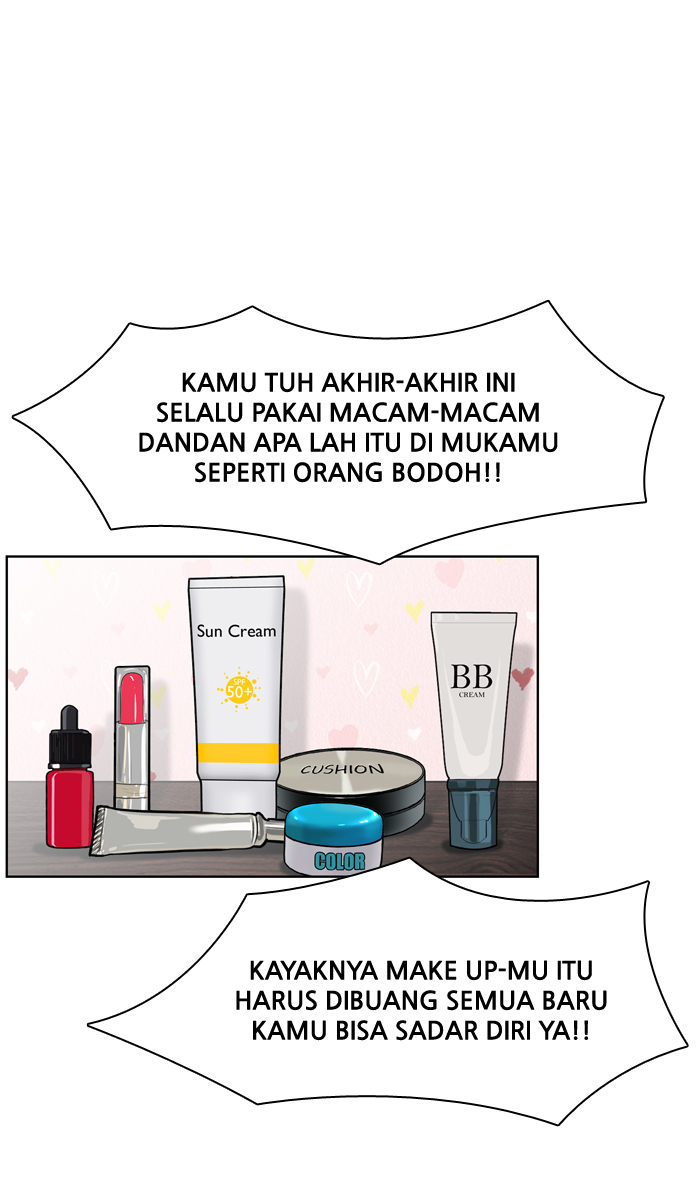 KAMU TUH AKHIR-AKHIR INI
SELALU PAKAI MACAM-MACAM
DANDAN APA LAH ITU DI MUKAMU
SEPERTI ORANG BODOH!!
Sun Cream
SPF
50+
BB
CREAM
CUSHION
COLOR
KAYAKNYA MAKE UP-MU ITU
HARUS DIBUANG SEMUA BARU
KAMU BISA SADAR DIRI YA!!